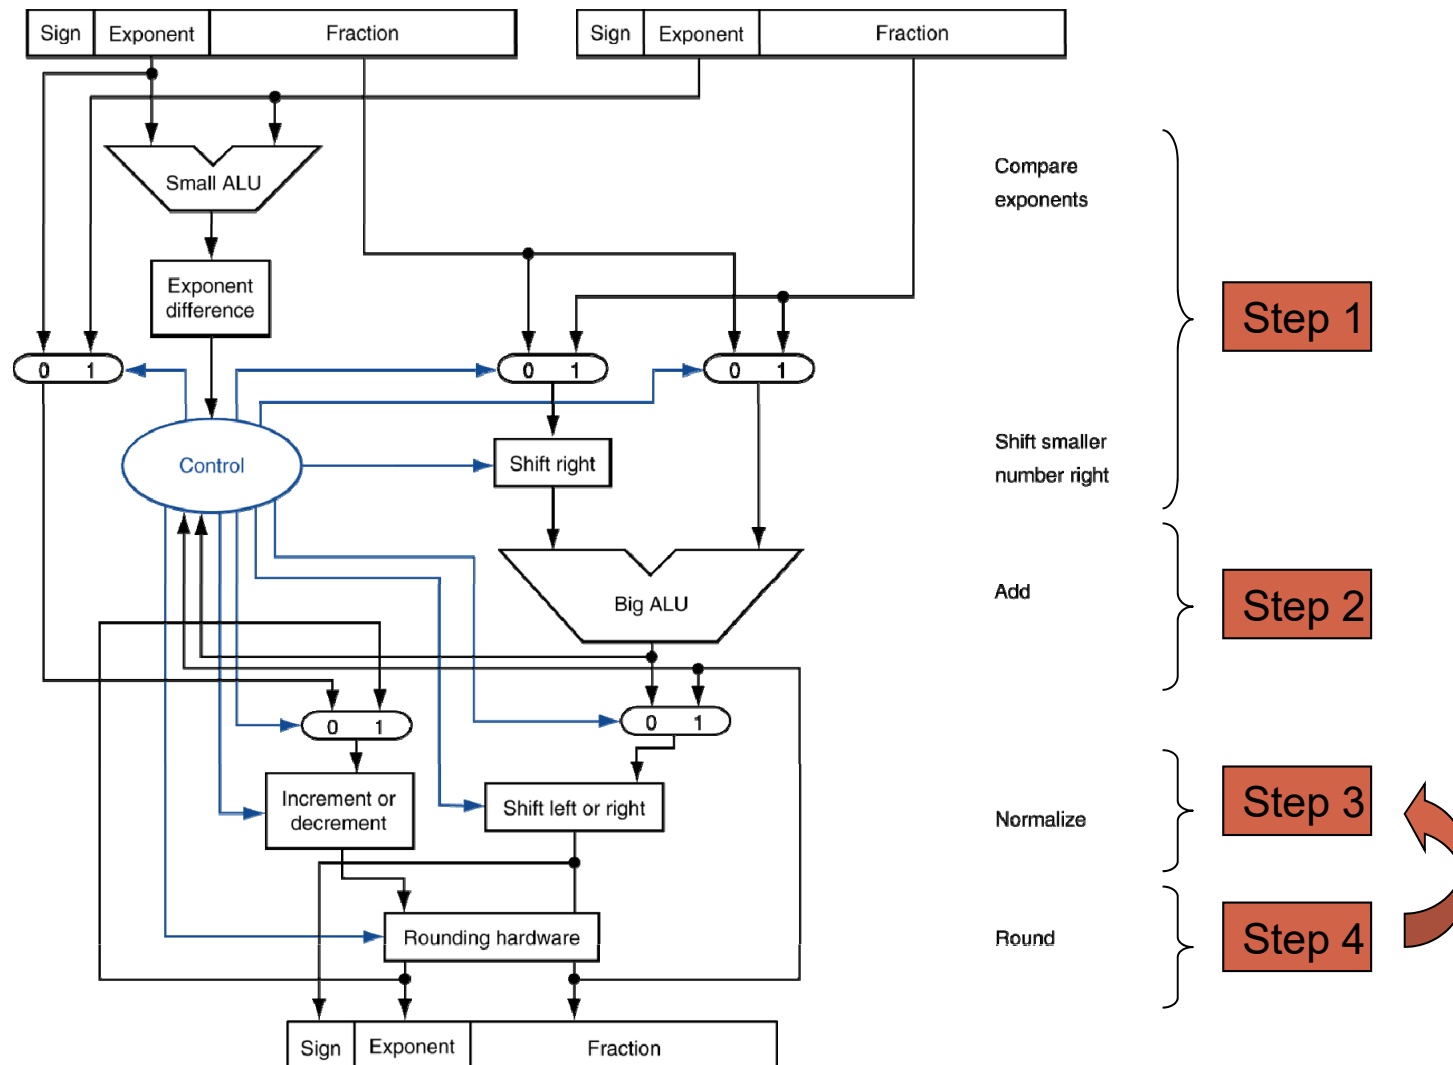 Sign Exponent Fraction Sign Exponent Fraction
Small ALU
Compare
exponents
Exponent
difference
Step 1
0 1 0 1 0 1
Control
Shift right
Shift smaller
number right
Big ALU
Add
Step 2
0 1 0 1
Increment or
decrement
Shift left or right
Normalize
Step 3
Rounding hardware
Round
Step 4
Sign Exponent Fraction